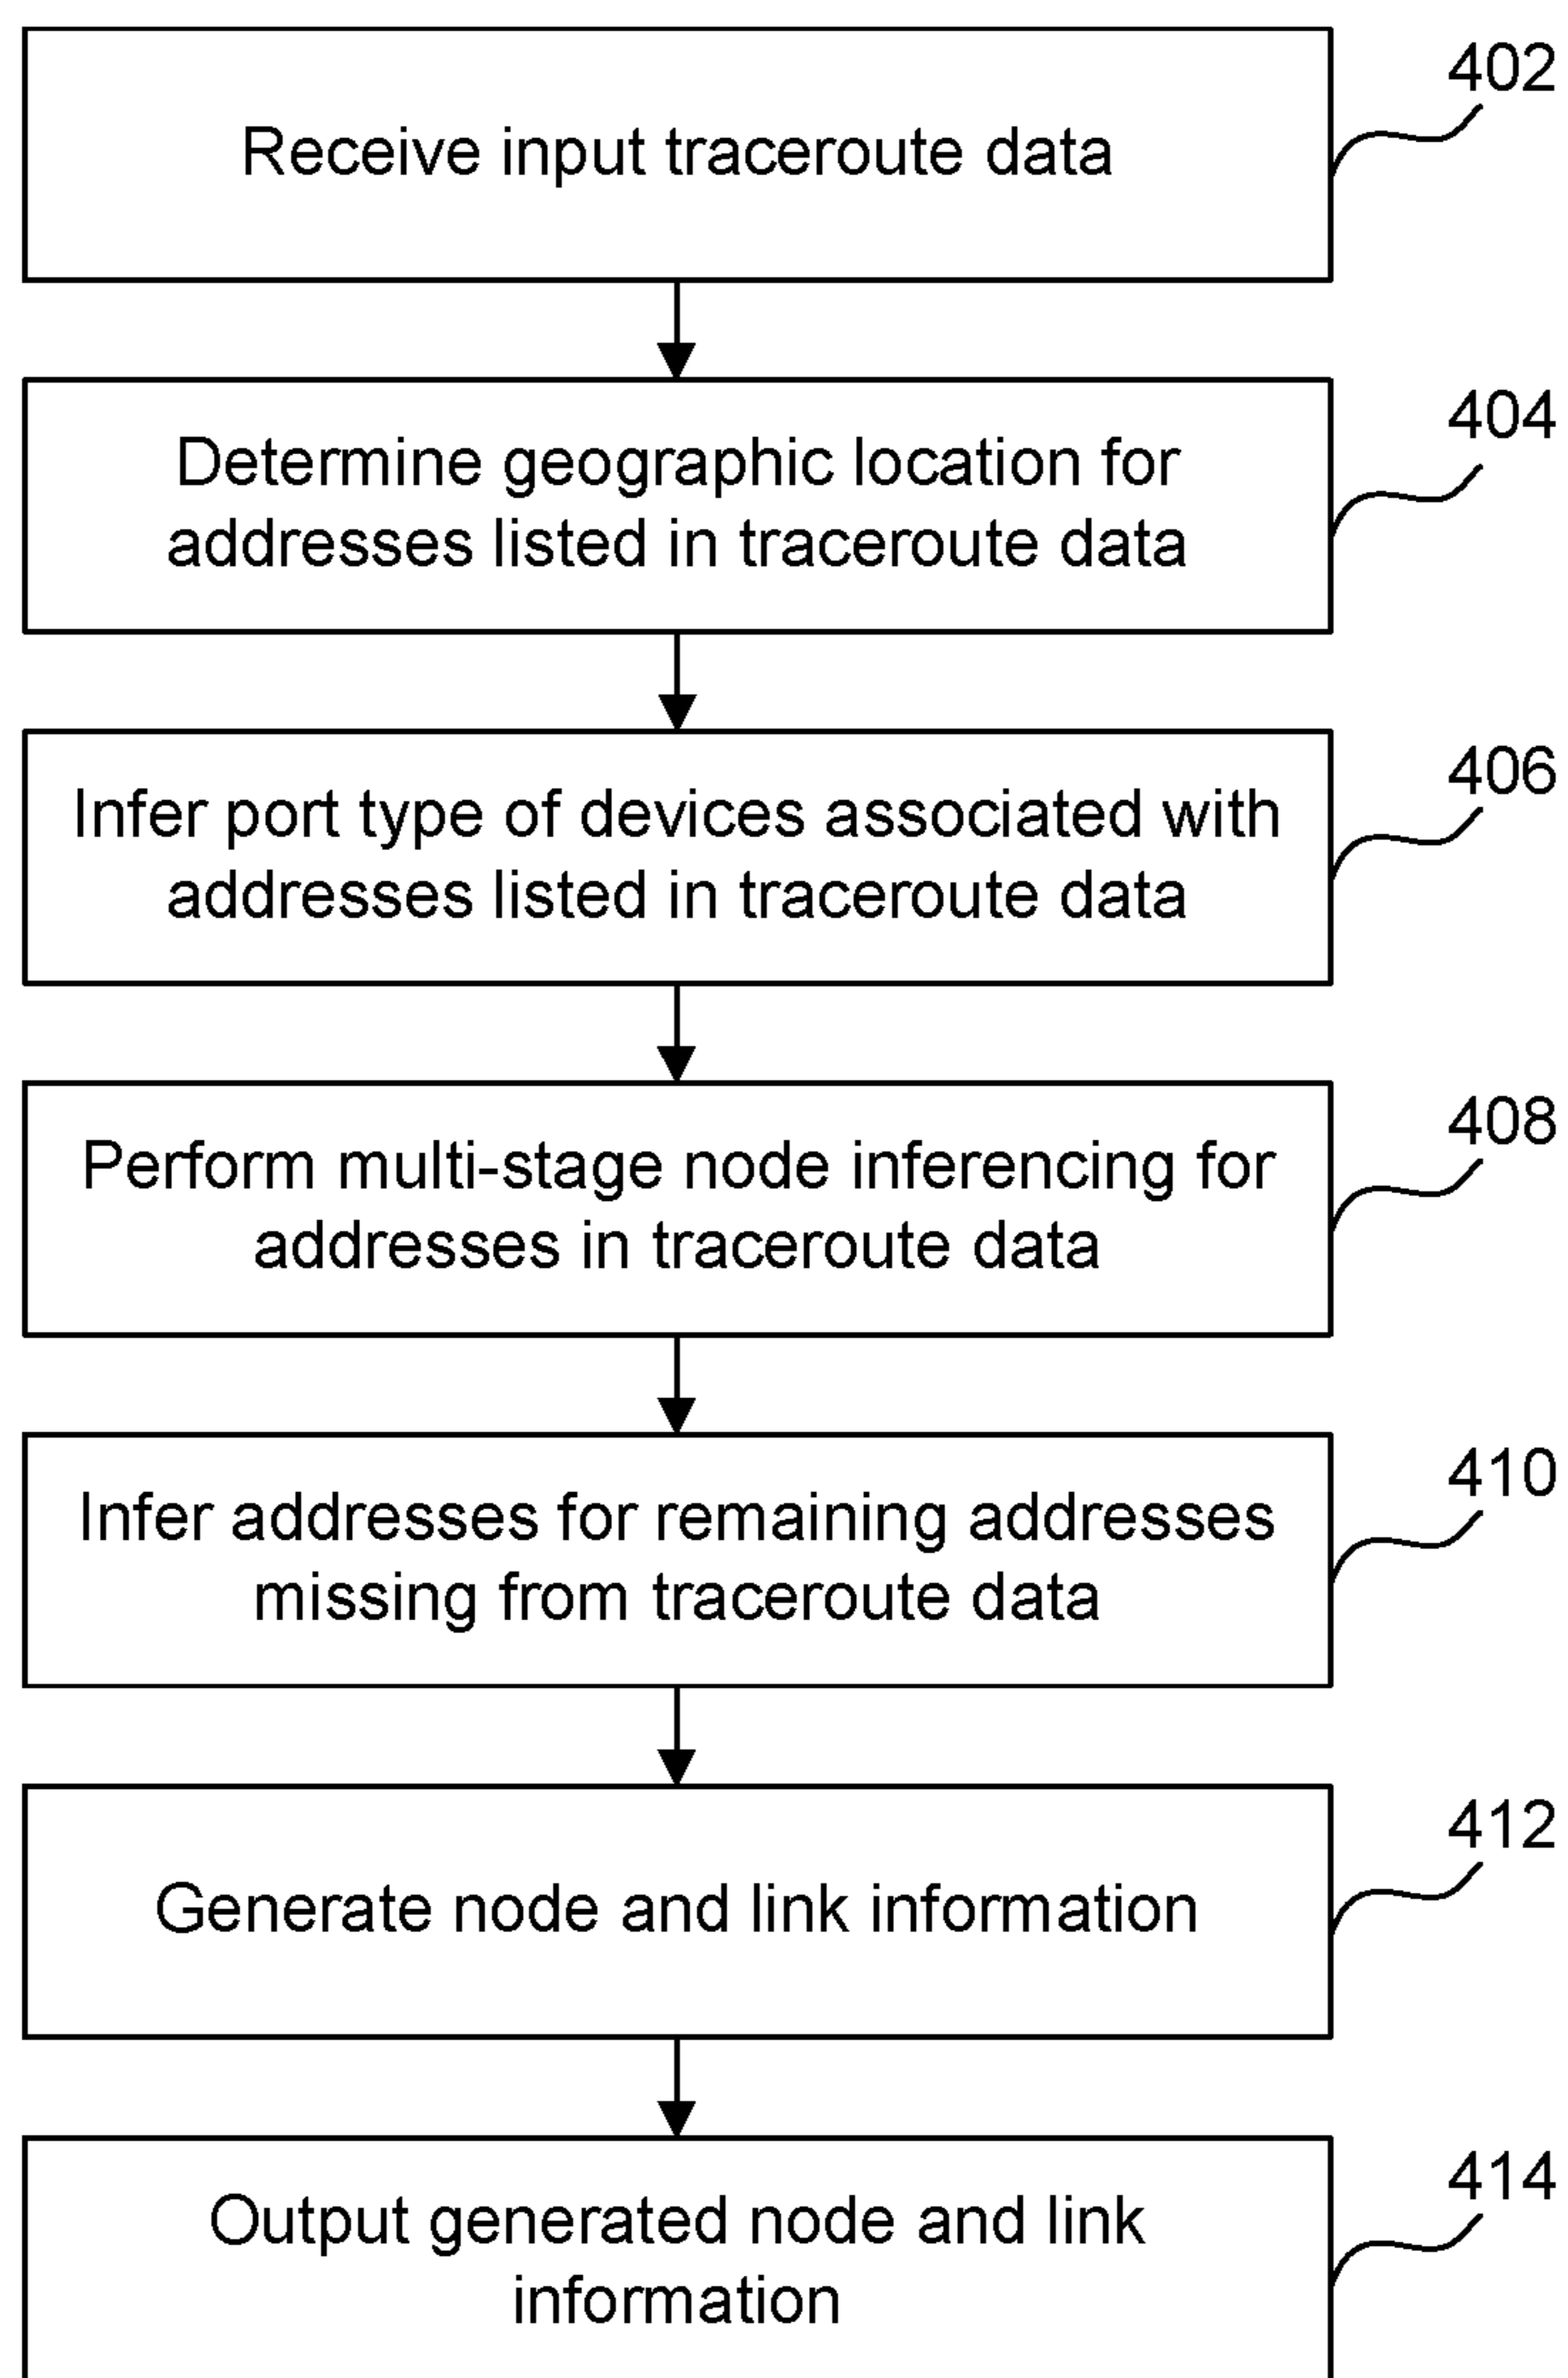 Receive input traceroute data
402
Determine geographic location for
addresses listed in traceroute data
404
Infer port type of devices associated with
addresses listed in traceroute data
406
Perform multi-stage node inferencing for
addresses in traceroute data
408
Infer addresses for remaining addresses
missing from traceroute data
410
Generate node and link information
412
Output generated node and link
information
414